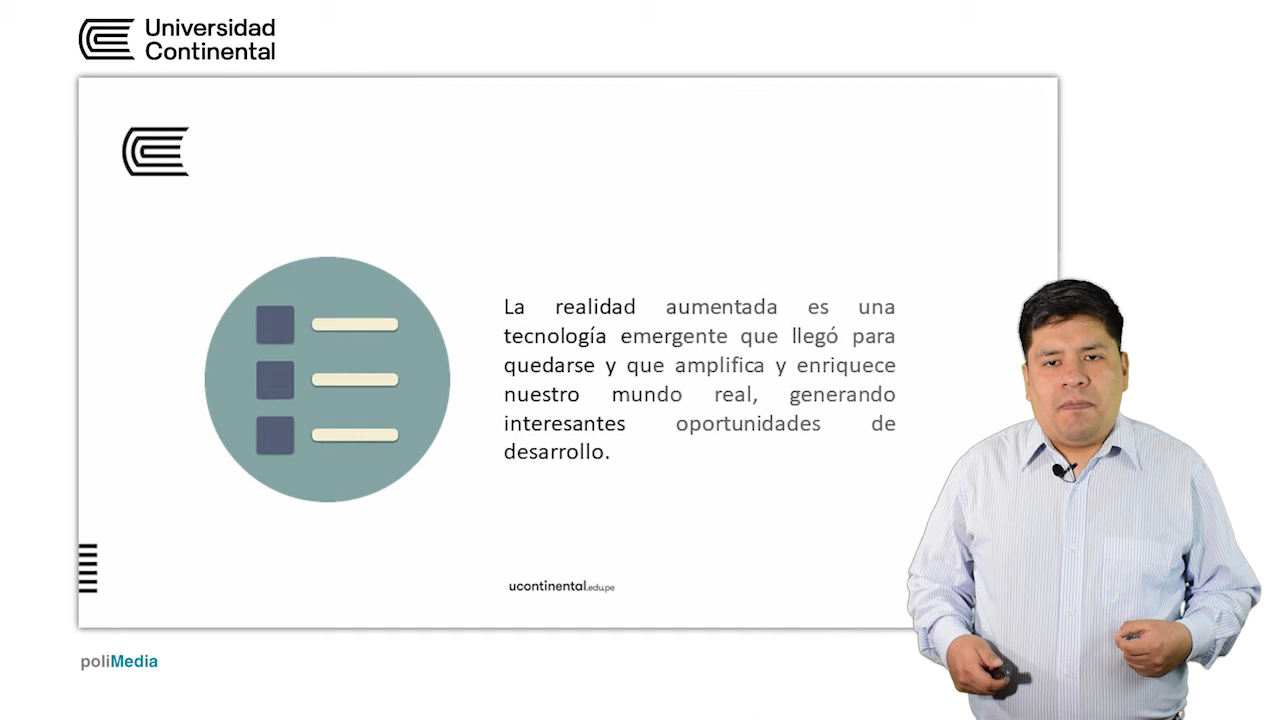 Universidad
Continental
La realidad aumentada es una
tecnología emergente que llegó para
quedarse y que amplifica y enriquece
nuestro mundo real, generando
interesantes oportunidades de
desarrollo.
ucontinental.edu.pe
poliMedia